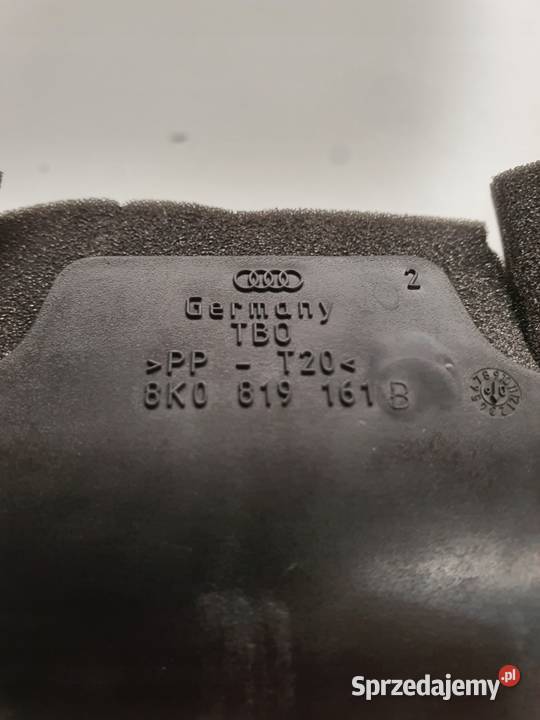 2
Germany
TBO
>PP - T20<
8K0 819 161 B
Sprzedajemy.pl